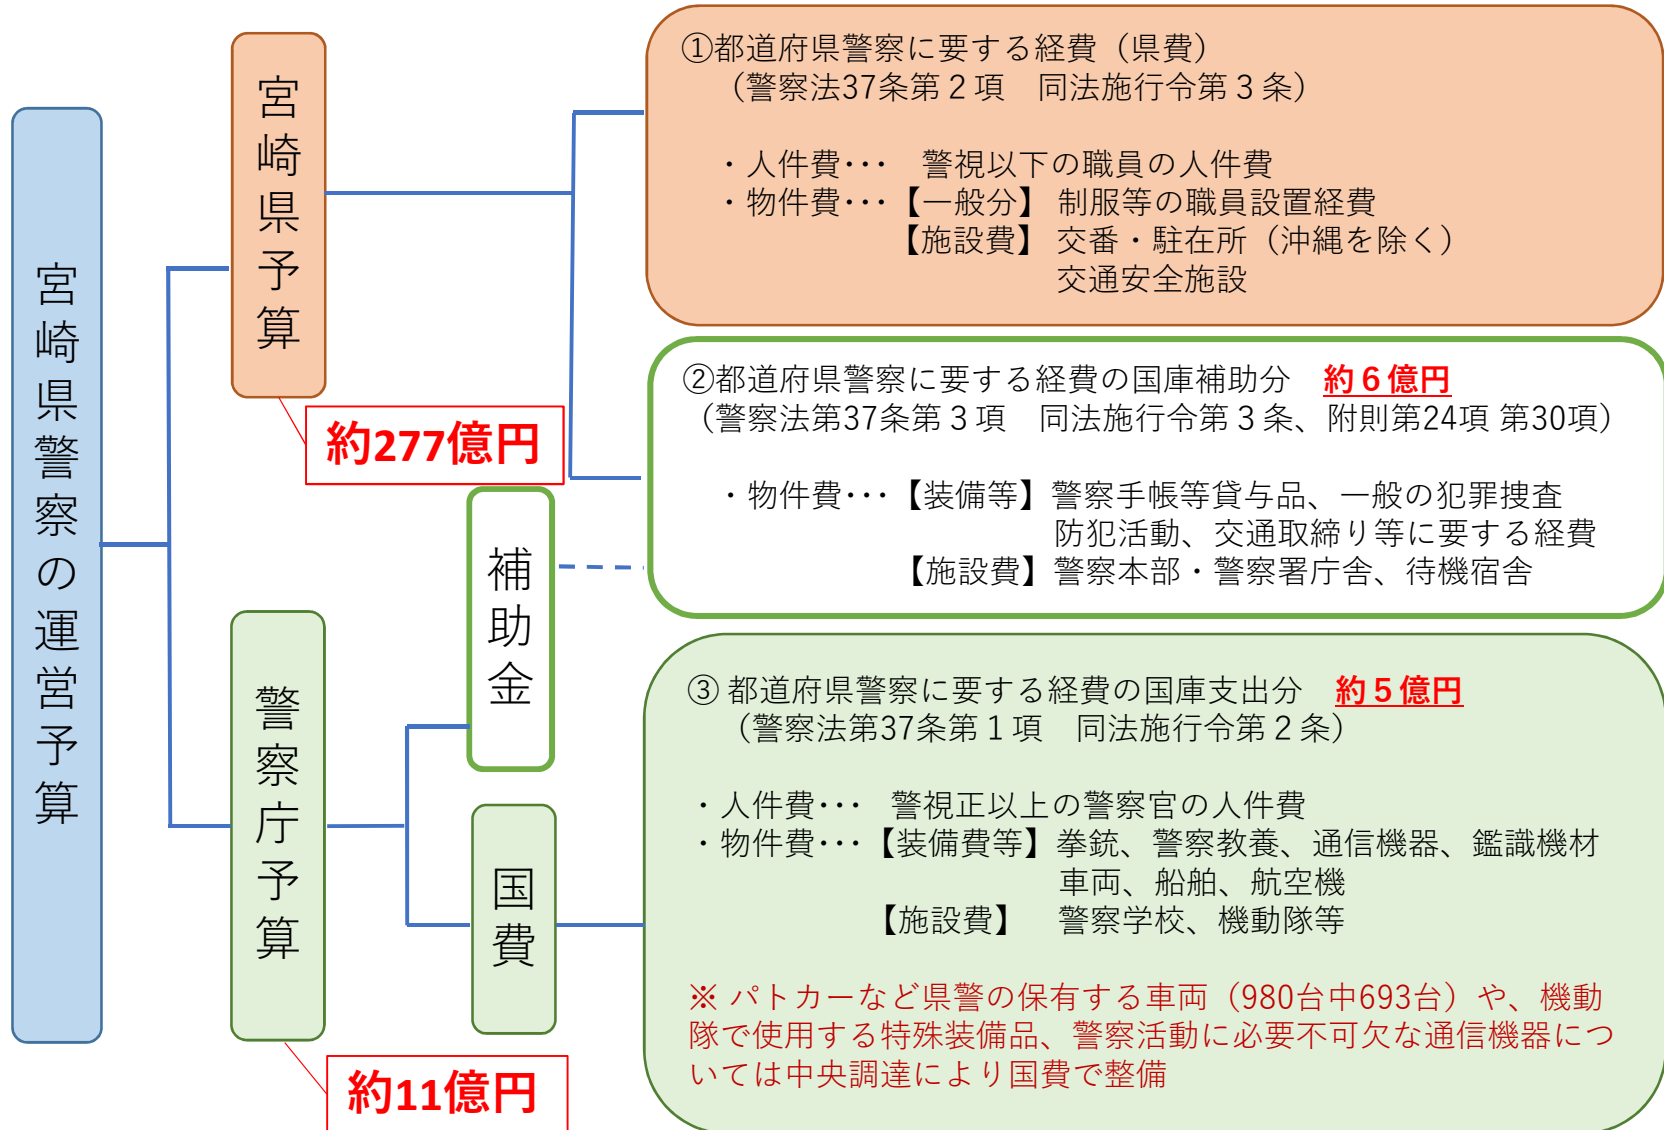 宮崎県警察の運営予算
宮崎県予算
約277億円
警察庁予算
約11億円
補助金
国費
①都道府県警察に要する経費（県費）
（警察法37条第２項　同法施行令第３条）
・人件費･･･　警視以下の職員の人件費
・物件費･･･【一般分】 制服等の職員設置経費
【施設費】 交番・駐在所（沖縄を除く）
交通安全施設
②都道府県警察に要する経費の国庫補助分　約６億円
（警察法第37条第３項　同法施行令第３条、附則第24項 第30項）
・物件費･･･【装備等】警察手帳等貸与品、一般の犯罪捜査
防犯活動、交通取締り等に要する経費
【施設費】警察本部・警察署庁舎、待機宿舎
③ 都道府県警察に要する経費の国庫支出分　約５億円
（警察法第37条第１項　同法施行令第２条）
・人件費･･･　警視正以上の警察官の人件費
・物件費･･･【装備費等】拳銃、警察教養、通信機器、鑑識機材
車両、船舶、航空機
【施設費】　警察学校、機動隊等
※ パトカーなど県警の保有する車両（980台中693台）や、機動
隊で使用する特殊装備品、警察活動に必要不可欠な通信機器につ
いては中央調達により国費で整備